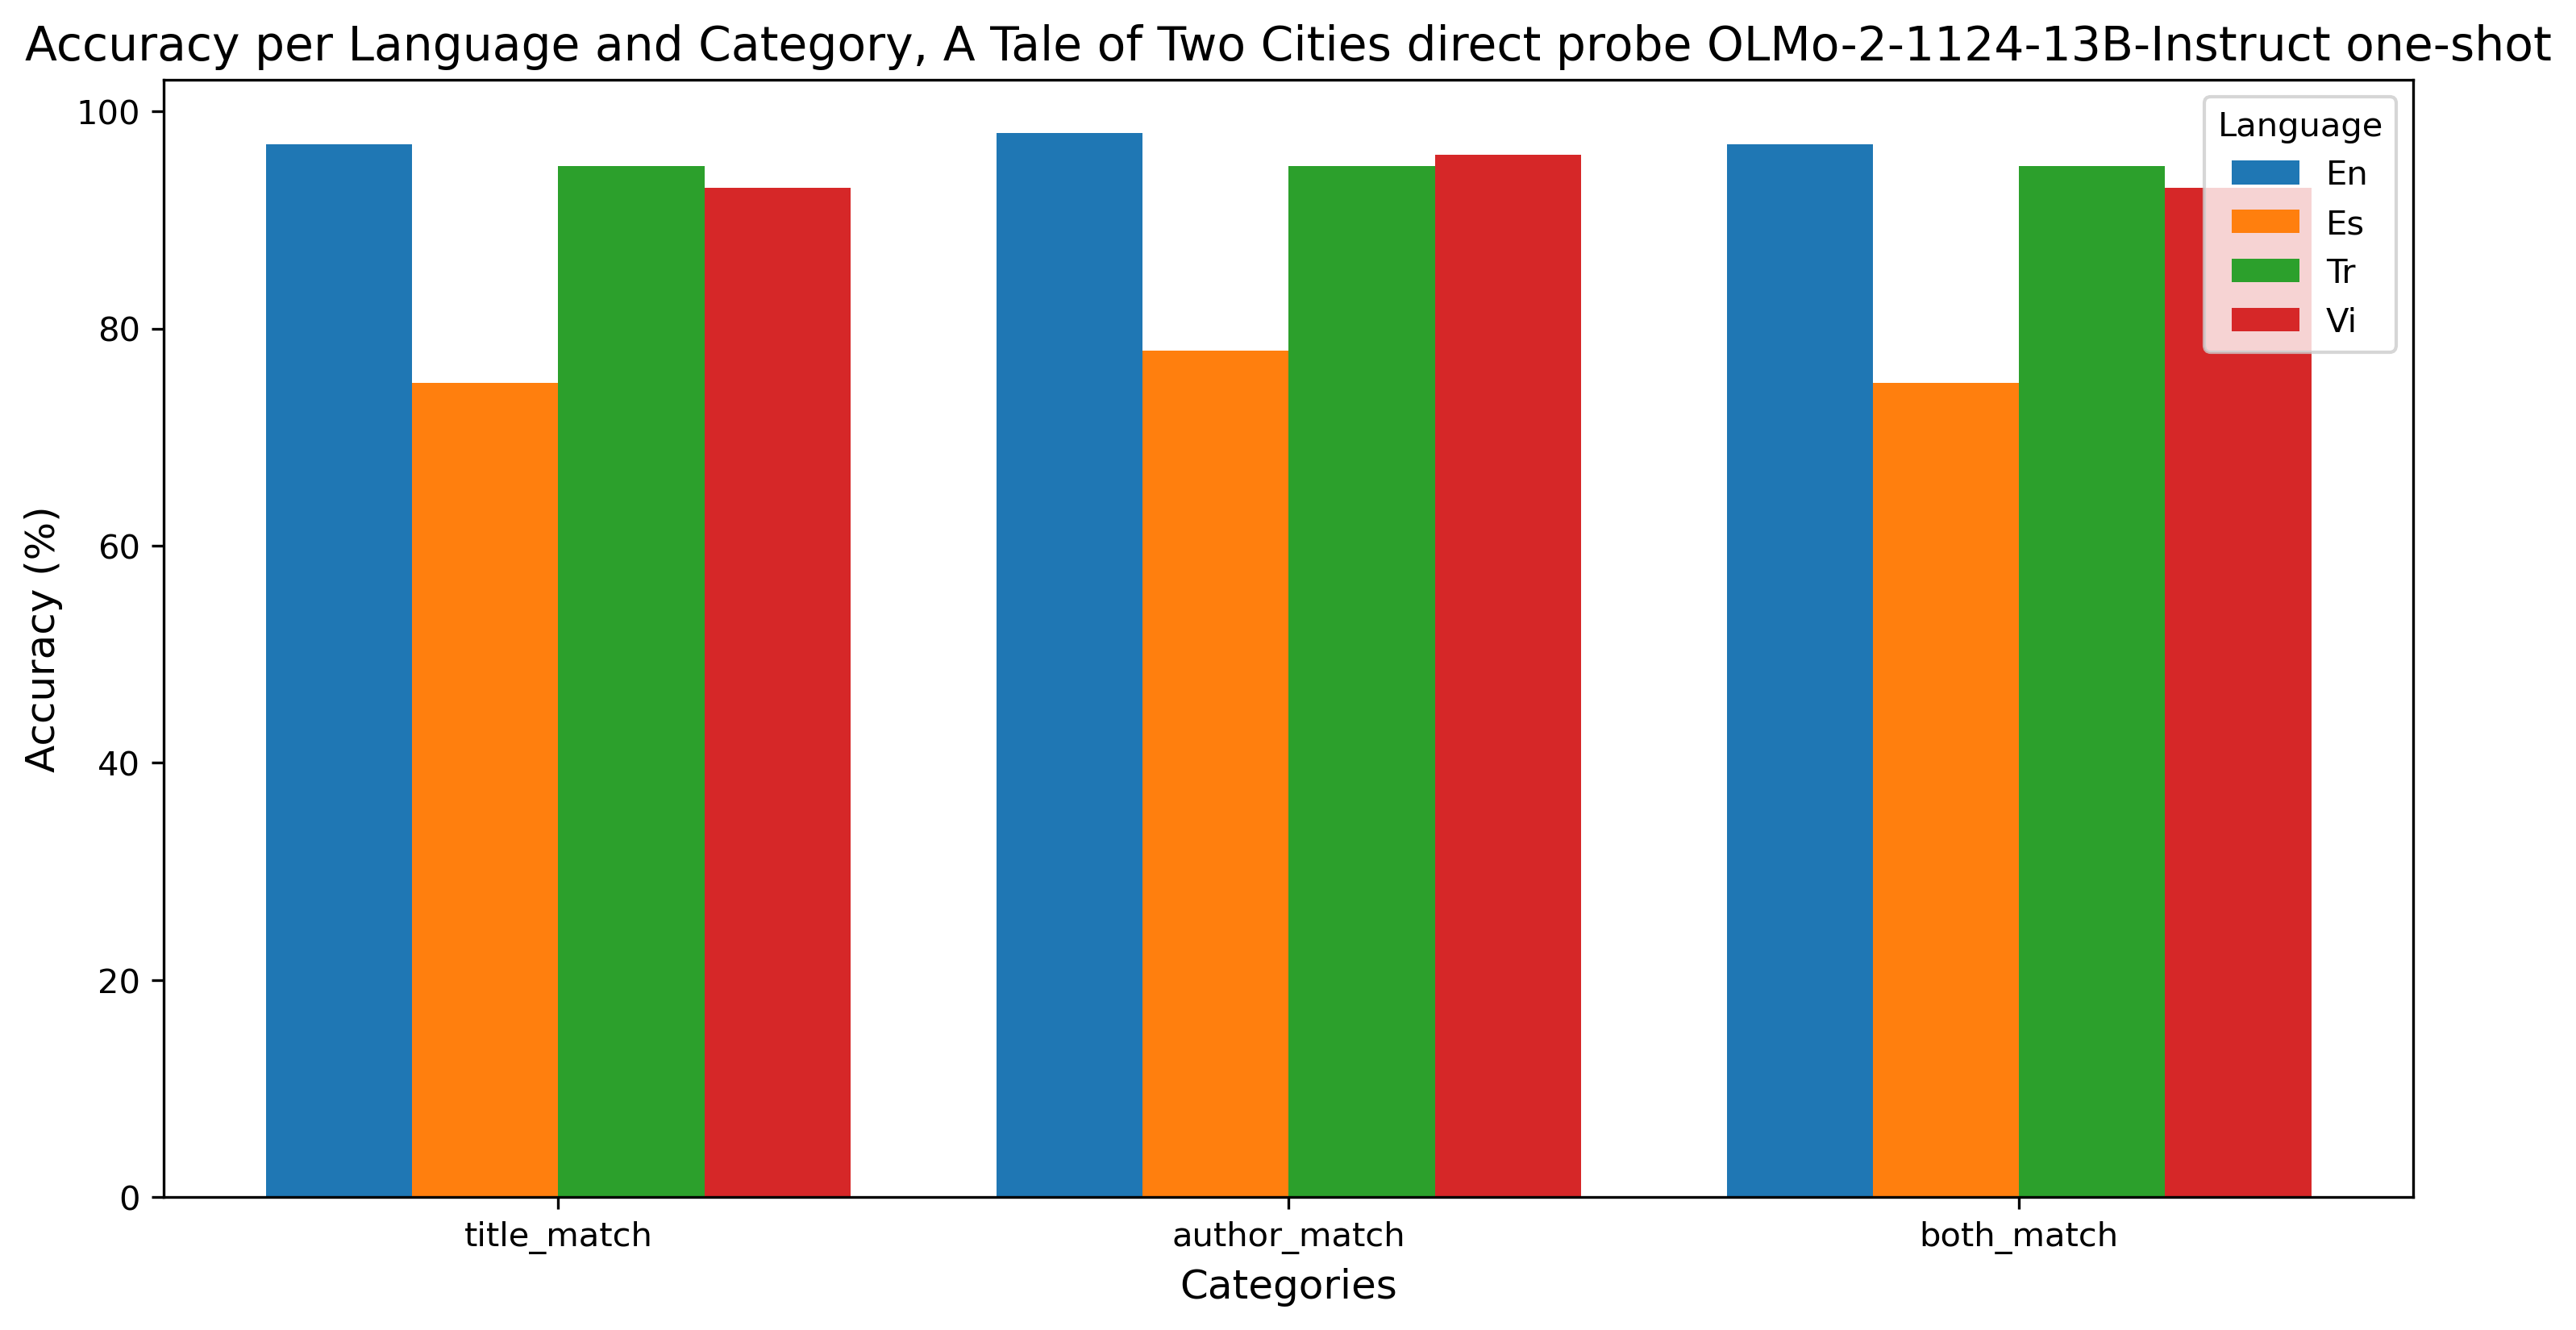 Accuracy per Language and Category, A Tale of Two Cities direct probe OLMo-2-1124-13B-Instruct one-shot
Accuracy (%)
100
80
60
40
20
0
Language
En
Es
Tr
Vi
title_match
author_match
both_match
Categories